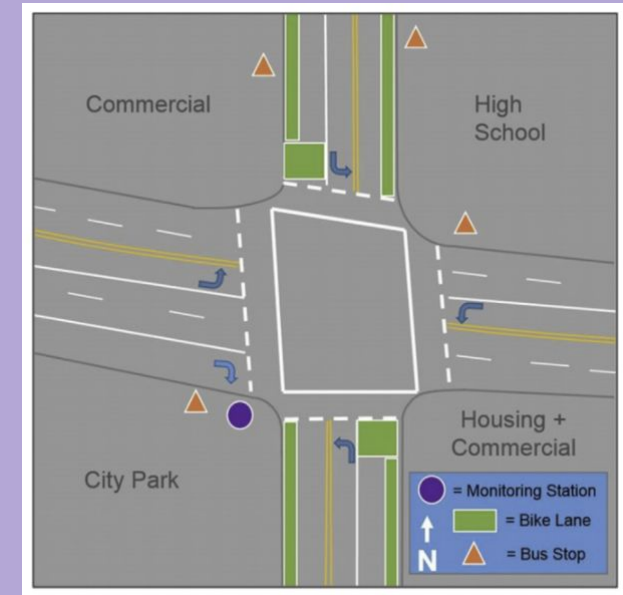 Commercial
High
School
Housing +
Commercial
City Park
= Monitoring Station
= Bike Lane
N
= Bus Stop